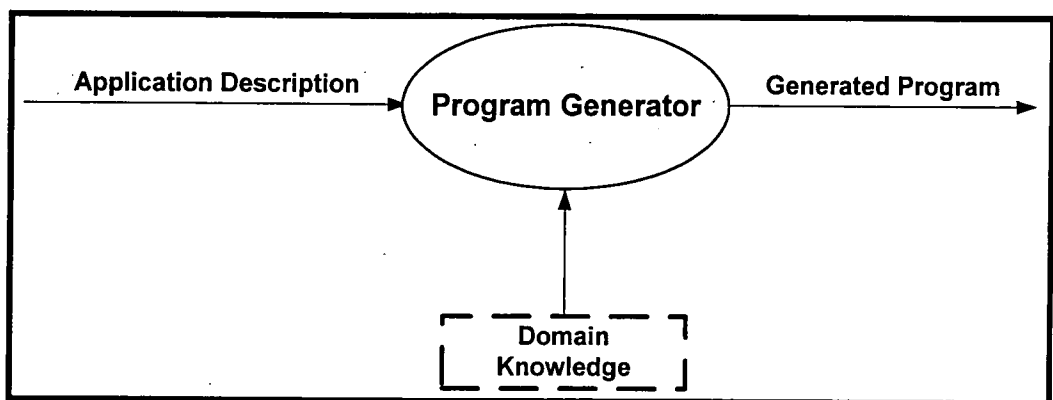 Application Description
Program Generator
Generated Program
Domain
Knowledge